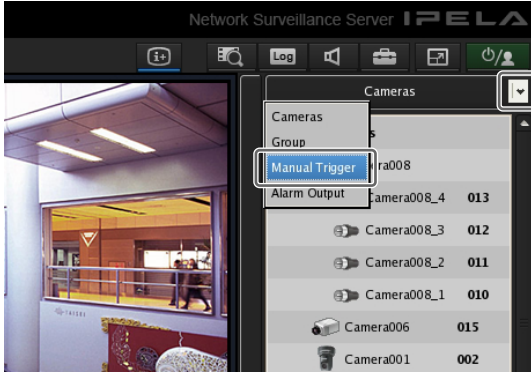 Network Surveillance Server IPELA
i+
Log
Cameras
Cameras
Group
Manual Trigger
Alarm Output
s
era008
Camera008_4 013
Camera008_3 012
Camera008_2 011
Camera008_1 010
Camera006 015
Camera001 002